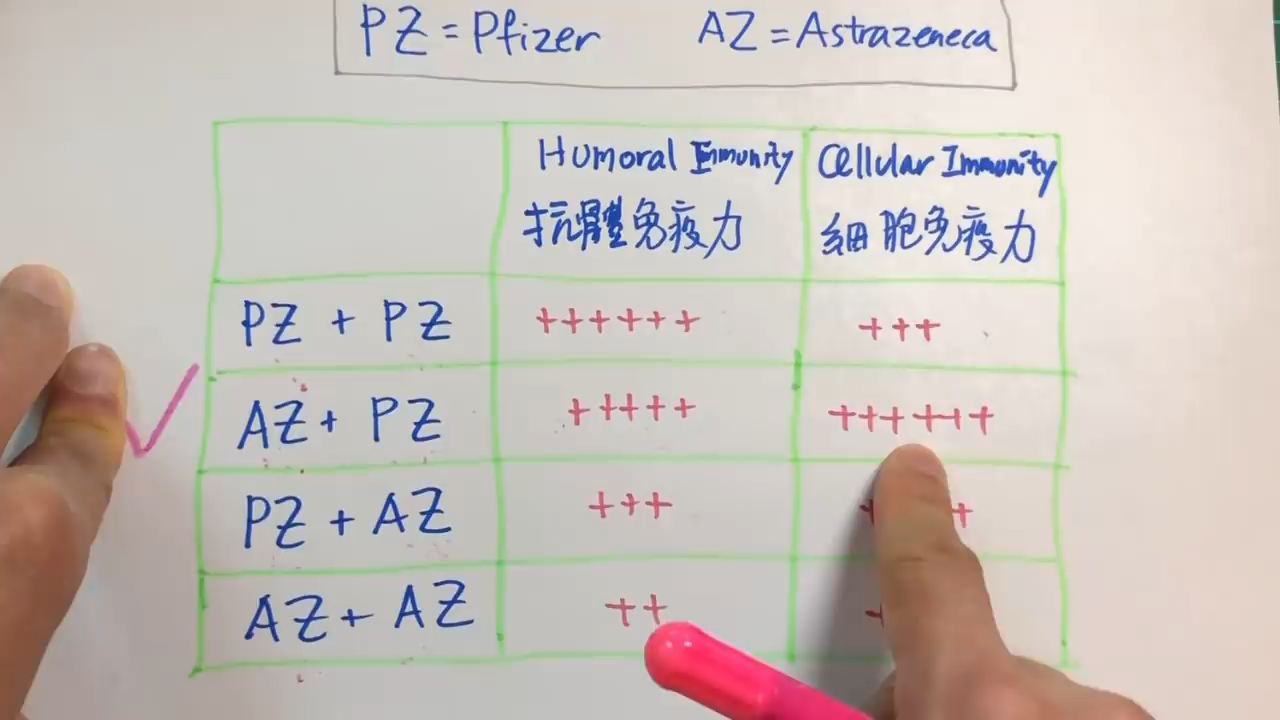 PZ = Pfizer AZ = Astrazeneca
Humoral Immunity Cellular Immunity
抗體免疫力 細胞免疫力
PZ + PZ ++++++ +++
AZ + PZ +++++ ++++++
PZ + AZ +++
AZ + AZ ++